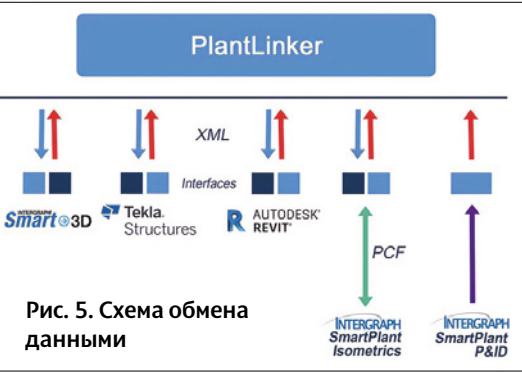 PlantLinker
XML
Interfaces
INTERGRAPH
Smart 3D
Tekla
Structures
R AUTODESK®
REVIT®
PCF
Рис. 5. Схема обмена
данными
INTERGRAPH
SmartPlant
Isometrics
INTERGRAPH
SmartPlant
P&ID